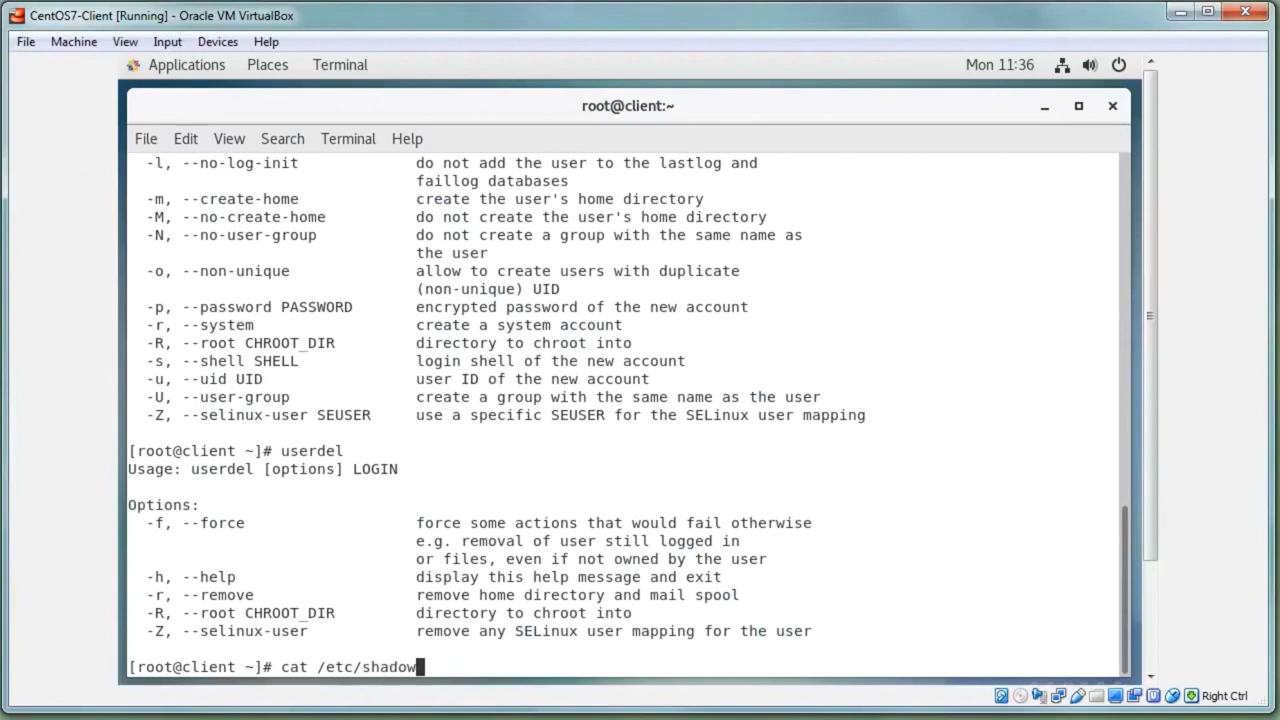 CentOS7-Client [Running] - Oracle VM VirtualBox
File Machine View Input Devices Help
Applications Places Terminal Mon 11:36
root@client:~
File Edit View Search Terminal Help
-l, --no-log-init do not add the user to the lastlog and
faillog databases
-m, --create-home create the user's home directory
-M, --no-create-home do not create the user's home directory
-N, --no-user-group do not create a group with the same name as
the user
-o, --non-unique allow to create users with duplicate
(non-unique) UID
-p, --password PASSWORD encrypted password of the new account
-r, --system create a system account
-R, --root CHROOT_DIR directory to chroot into
-s, --shell SHELL login shell of the new account
-u, --uid UID user ID of the new account
-U, --user-group create a group with the same name as the user
-Z, --selinux-user SEUSER use a specific SEUSER for the SELinux user mapping
[root@client ~]# userdel
Usage: userdel [options] LOGIN
Options:
-f, --force force some actions that would fail otherwise
e.g. removal of user still logged in
or files, even if not owned by the user
-h, --help display this help message and exit
-r, --remove remove home directory and mail spool
-R, --root CHROOT_DIR directory to chroot into
-Z, --selinux-user remove any SELinux user mapping for the user
[root@client ~]# cat /etc/shadow
Right Ctrl